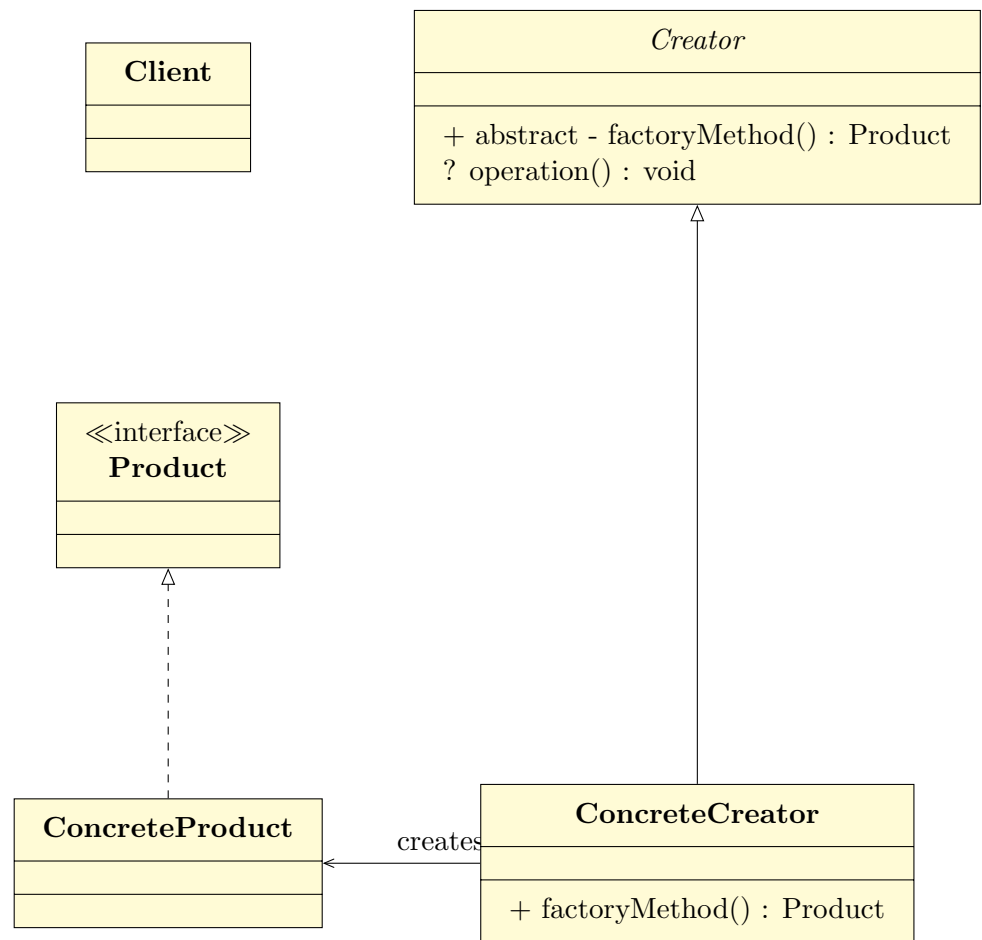 Client
Creator
+ abstract - factoryMethod() : Product
? operation() : void
≪interface≫
Product
ConcreteProduct
creates
ConcreteCreator
+ factoryMethod() : Product